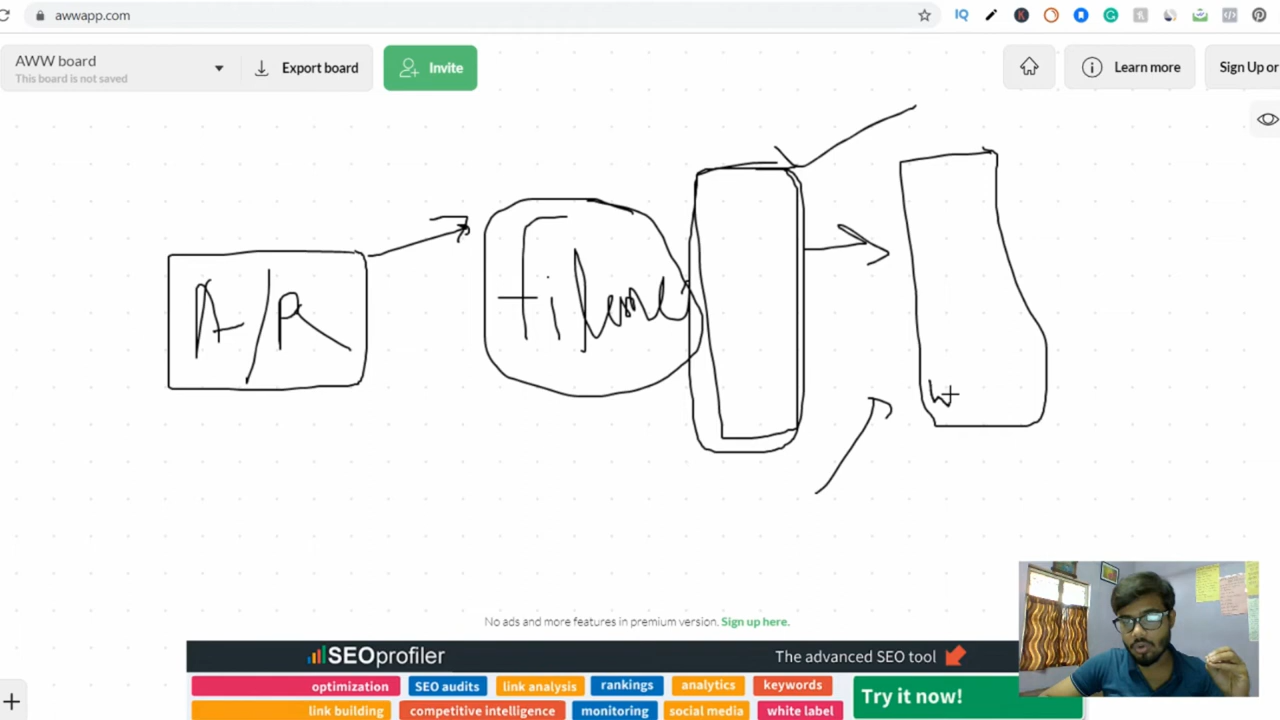 awwapp.com
IQ
AWW board
This board is not saved
Export board
Invite
Learn more
Sign Up or
A/R
No ads and more features in premium version. Sign up here.
SEOprofiler
The advanced SEO tool
optimization SEO audits link analysis rankings analytics keywords
link building competitive intelligence monitoring social media white label
Try it now!